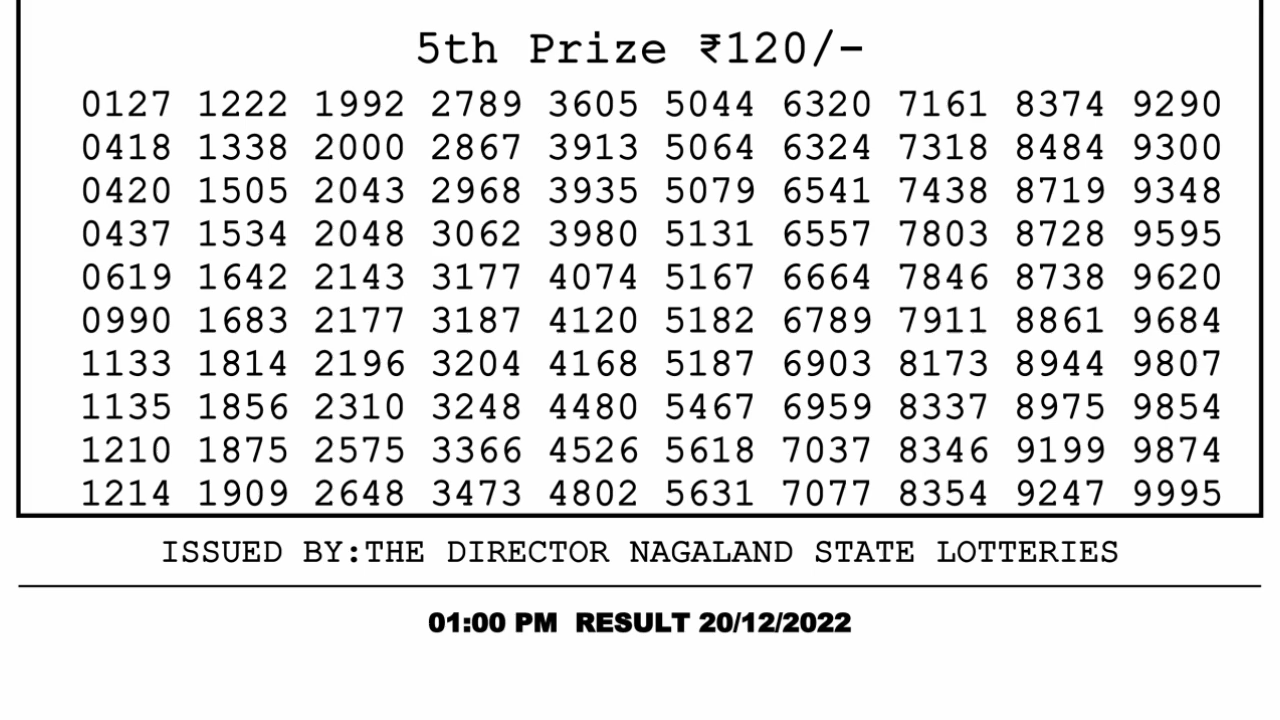 5th Prize ₹120/-
0127 1222 1992 2789 3605 5044 6320 7161 8374 9290
0418 1338 2000 2867 3913 5064 6324 7318 8484 9300
0420 1505 2043 2968 3935 5079 6541 7438 8719 9348
0437 1534 2048 3062 3980 5131 6557 7803 8728 9595
0619 1642 2143 3177 4074 5167 6664 7846 8738 9620
0990 1683 2177 3187 4120 5182 6789 7911 8861 9684
1133 1814 2196 3204 4168 5187 6903 8173 8944 9807
1135 1856 2310 3248 4480 5467 6959 8337 8975 9854
1210 1875 2575 3366 4526 5618 7037 8346 9199 9874
1214 1909 2648 3473 4802 5631 7077 8354 9247 9995
ISSUED BY:THE DIRECTOR NAGALAND STATE LOTTERIES
01:00 PM RESULT 20/12/2022